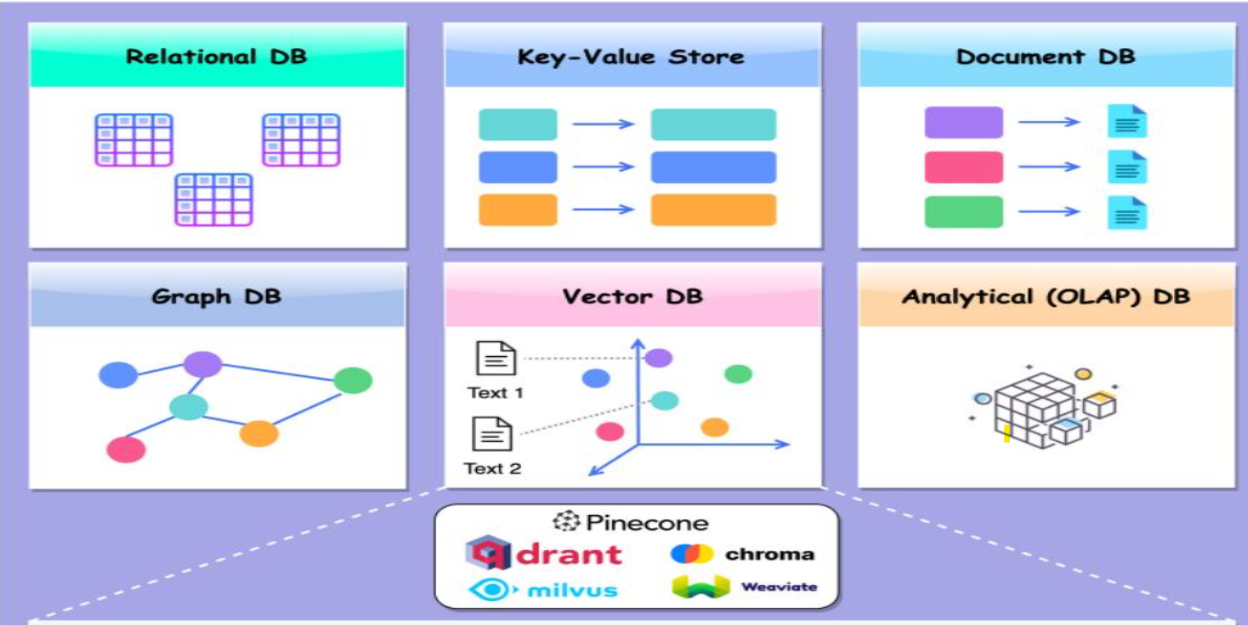 Relational DB
Key-Value Store
Document DB
Graph DB
Vector DB
Analytical (OLAP) DB
Text 1
Text 2
Pinecone
qdrant
chroma
milvus
Weaviate